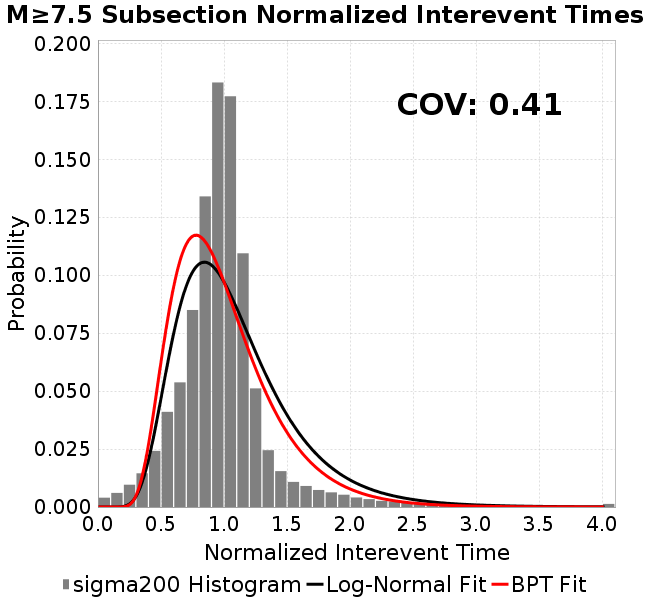 M≥7.5 Subsection Normalized Interevent Times
COV: 0.41
0.200
0.175
0.150
0.125
0.100
0.075
0.050
0.025
0.000
Probability
0.0 0.5 1.0 1.5 2.0 2.5 3.0 3.5 4.0
Normalized Interevent Time
sigma200 Histogram Log-Normal Fit BPT Fit